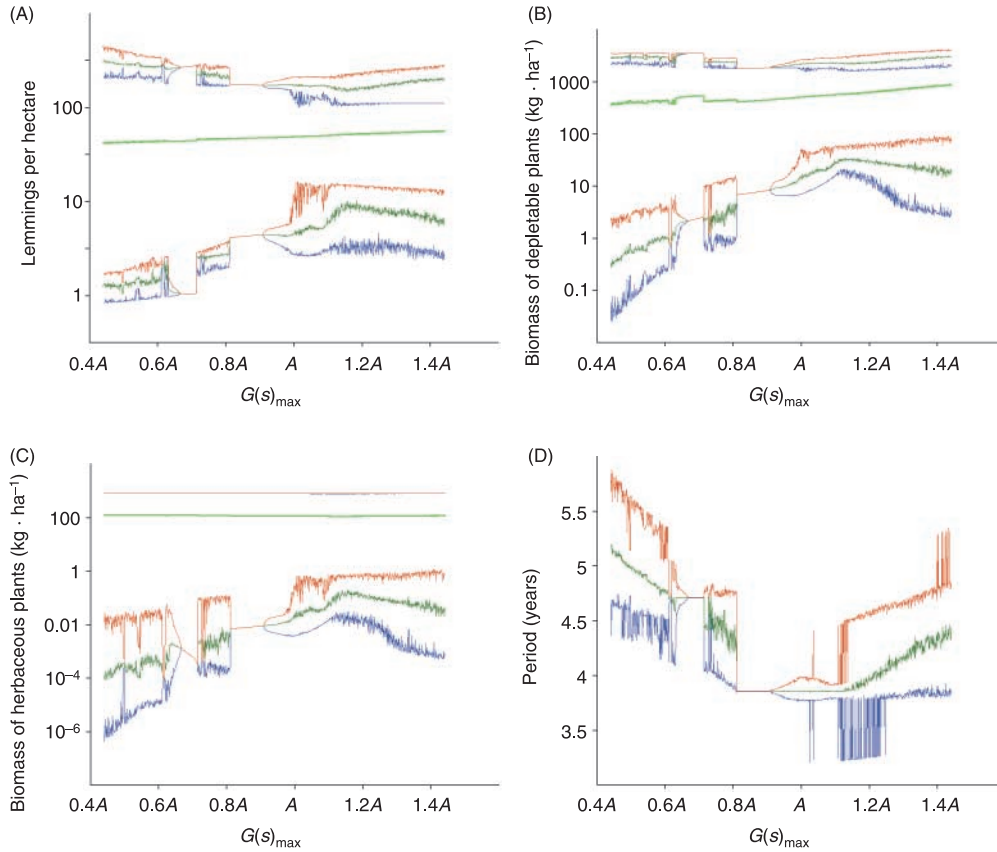 (A)
Lemmings per hectare
100
10
1
0.4A 0.6A 0.8A A 1.2A 1.4A
G(s)max
(B)
Biomass of depletable plants (kg · ha⁻¹)
1000
100
10
1
0.1
0.4A 0.6A 0.8A A 1.2A 1.4A
G(s)max
(C)
Biomass of herbaceous plants (kg · ha⁻¹)
100
1
0.01
10⁻⁴
10⁻⁶
0.4A 0.6A 0.8A A 1.2A 1.4A
G(s)max
(D)
Period (years)
5.5
5
4.5
4
3.5
0.4A 0.6A 0.8A A 1.2A 1.4A
G(s)max